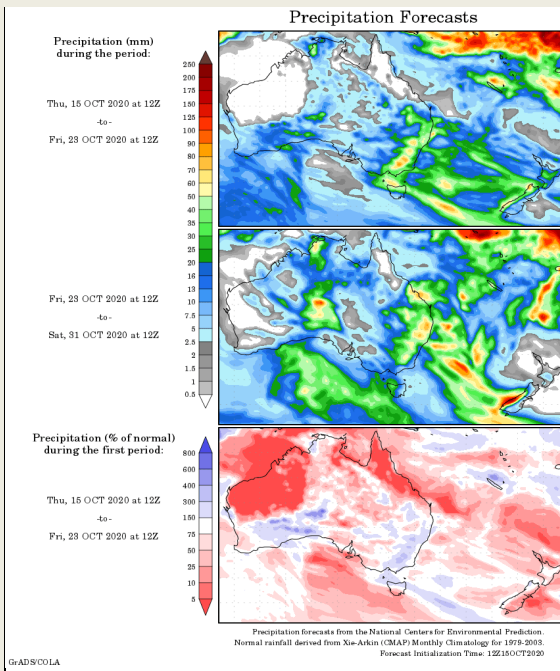 Precipitation Forecasts
Precipitation (mm)
during the period:
Thu, 15 OCT 2020 at 12Z
-to-
Fri, 23 OCT 2020 at 12Z
250
200
175
150
125
100
90
80
70
60
50
40
35
30
25
20
16
13
10
7.5
5
2.5
2
1.5
1
0.5
Fri, 23 OCT 2020 at 12Z
-to-
Sat, 31 OCT 2020 at 12Z
Precipitation (% of normal)
during the first period:
Thu, 15 OCT 2020 at 12Z
-to-
Fri, 23 OCT 2020 at 12Z
800
600
400
300
150
75
50
25
10
5
Precipitation forecasts from the National Centers for Environmental Prediction.
Normal rainfall derived from Xie-Arkin (CMAP) Monthly Climatology for 1979-2003.
Forecast Initialization Time: 12Z15OCT2020
GrADS/COLA